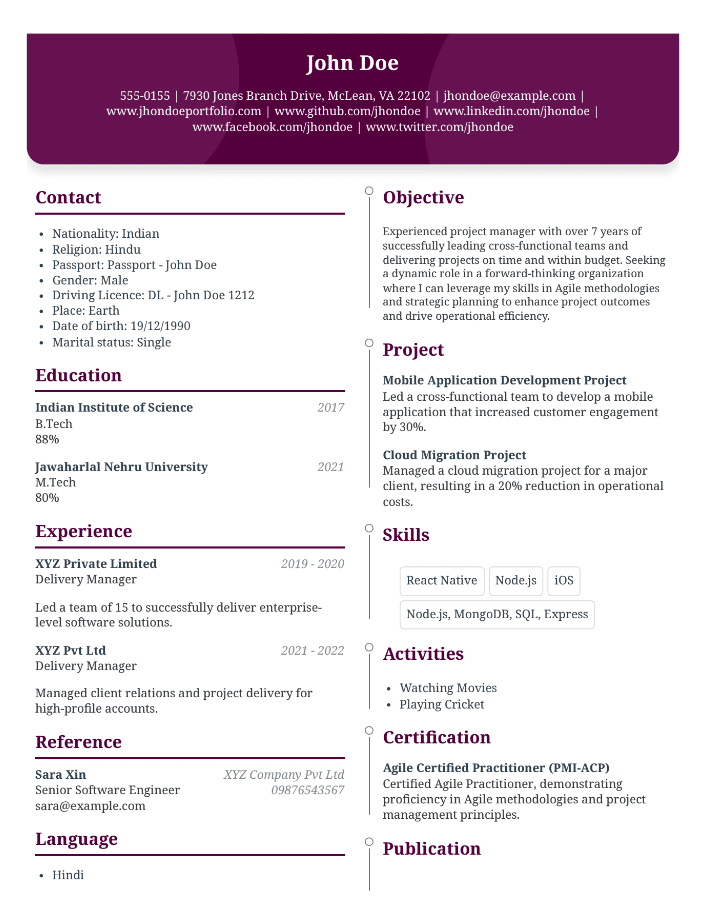 John Doe
555-0155 | 7930 Jones Branch Drive, McLean, VA 22102 | jhondoe@example.com |
www.jhondoeportfolio.com | www.github.com/jhondoe | www.linkedin.com/jhondoe |
www.facebook.com/jhondoe | www.twitter.com/jhondoe
Contact
• Nationality: Indian
• Religion: Hindu
• Passport: Passport - John Doe
• Gender: Male
• Driving Licence: DL - John Doe 1212
• Place: Earth
• Date of birth: 19/12/1990
• Marital status: Single
Education
Indian Institute of Science 2017
B.Tech
88%
Jawaharlal Nehru University 2021
M.Tech
80%
Experience
XYZ Private Limited 2019 - 2020
Delivery Manager
Led a team of 15 to successfully deliver enterprise-
level software solutions.
XYZ Pvt Ltd 2021 - 2022
Delivery Manager
Managed client relations and project delivery for
high-profile accounts.
Reference
Sara Xin XYZ Company Pvt Ltd
Senior Software Engineer 09876543567
sara@example.com
Language
• Hindi
Objective
Experienced project manager with over 7 years of
successfully leading cross-functional teams and
delivering projects on time and within budget. Seeking
a dynamic role in a forward-thinking organization
where I can leverage my skills in Agile methodologies
and strategic planning to enhance project outcomes
and drive operational efficiency.
Project
Mobile Application Development Project
Led a cross-functional team to develop a mobile
application that increased customer engagement
by 30%.
Cloud Migration Project
Managed a cloud migration project for a major
client, resulting in a 20% reduction in operational
costs.
Skills
React Native Node.js iOS
Node.js, MongoDB, SQL, Express
Activities
• Watching Movies
• Playing Cricket
Certification
Agile Certified Practitioner (PMI-ACP)
Certified Agile Practitioner, demonstrating
proficiency in Agile methodologies and project
management principles.
Publication